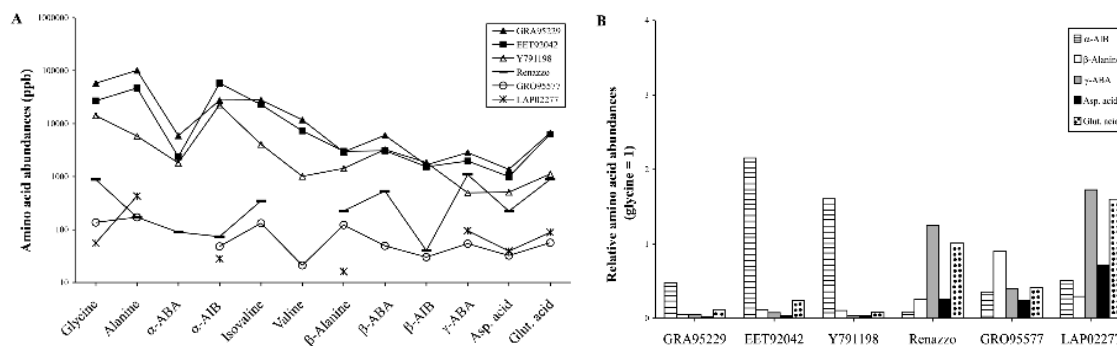 A
Amino acid abundances (ppb)
1000000
100000
10000
1000
100
10
GRA95229
EET92042
Y791198
Renazzo
GRO95577
LAP02277
Glycine
Alanine
α-ABA
α-AIB
Isovaline
Valine
β-Alanine
β-ABA
β-AIB
γ-ABA
Asp. acid
Glut. acid
B
Relative amino acid abundances
(glycine = 1)
4
3
2
1
0
α-AIB
β-Alanine
γ-ABA
Asp. acid
Glut. acid
GRA95229
EET92042
Y791198
Renazzo
GRO95577
LAP02277